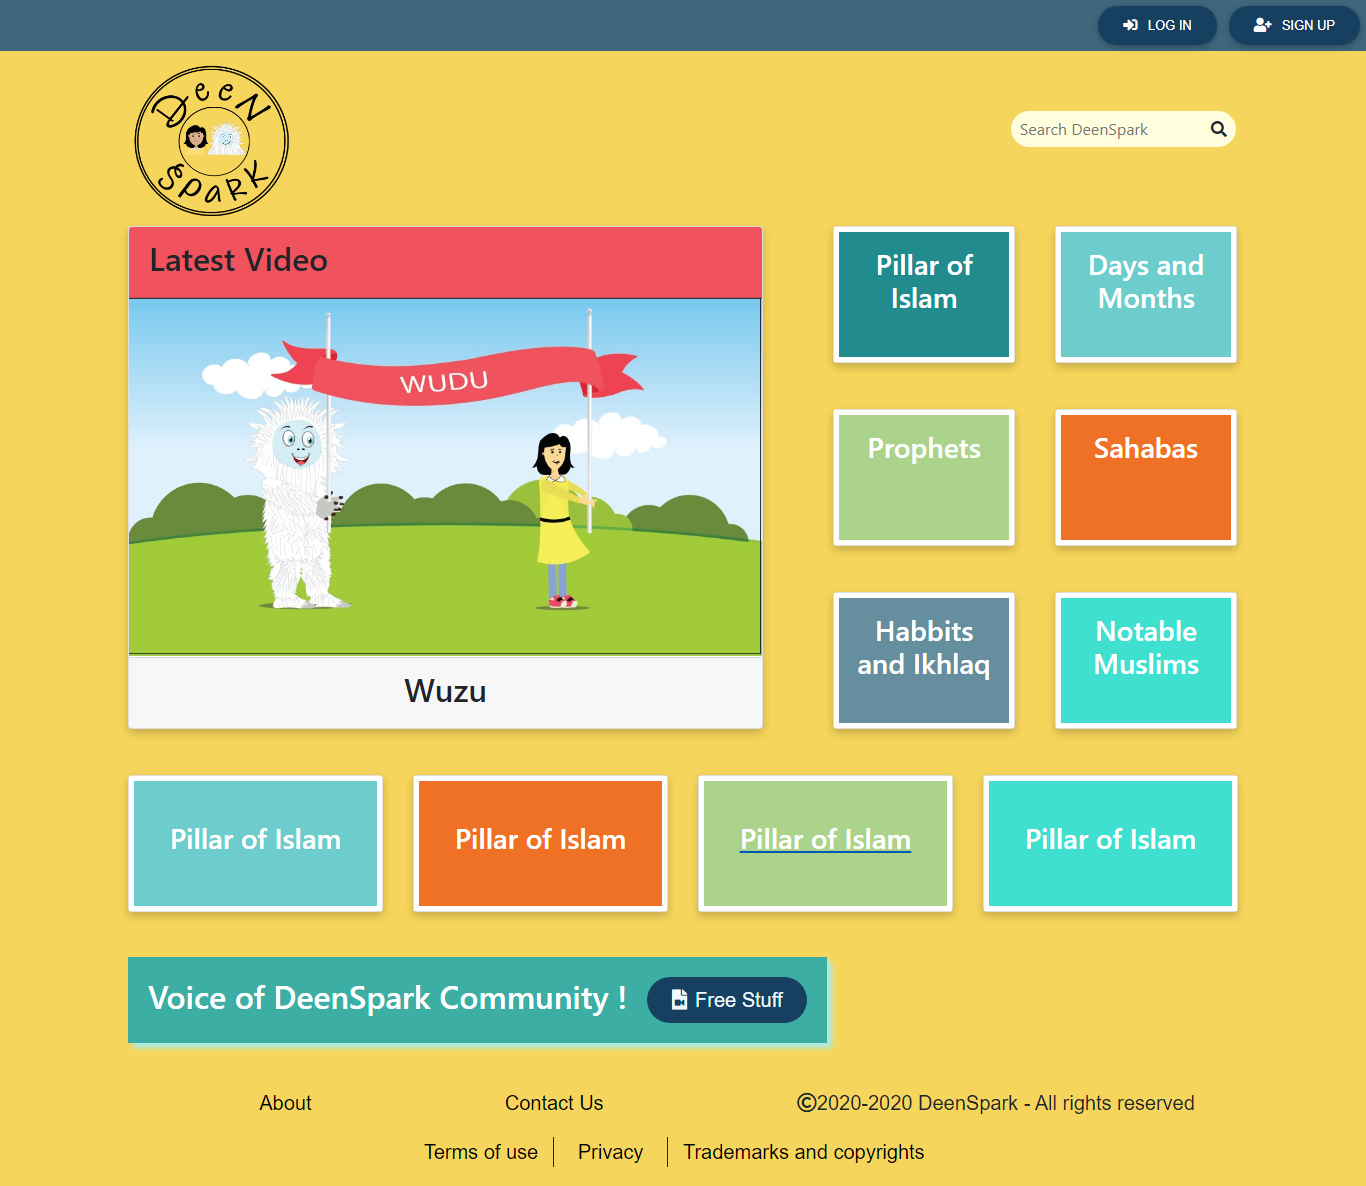 LOG IN
SIGN UP
DeeN
SpaRK
Search DeenSpark
Latest Video
WUDU
Wuzu
Pillar of
Islam
Days and
Months
Prophets
Sahabas
Habbits
and Ikhlaq
Notable
Muslims
Pillar of Islam
Pillar of Islam
Pillar of Islam
Pillar of Islam
Voice of DeenSpark Community !
Free Stuff
About
Contact Us
©2020-2020 DeenSpark - All rights reserved
Terms of use
Privacy
Trademarks and copyrights